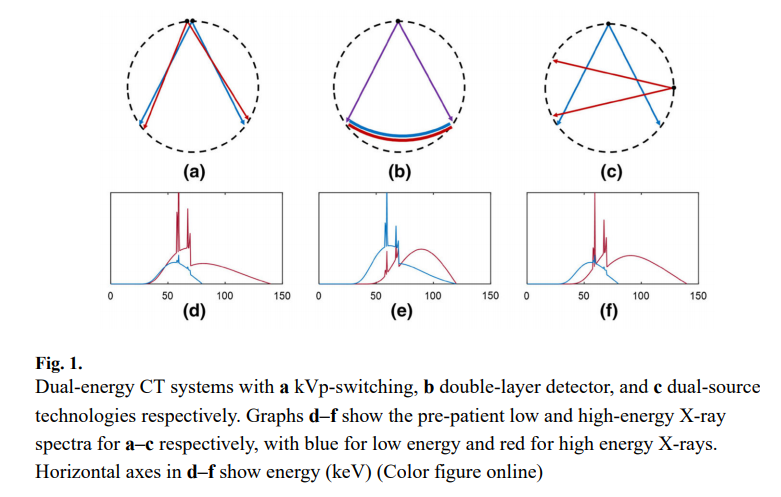 (a) (b) (c)
0 50 100 150 0 50 100 150 0 50 100 150
(d) (e) (f)
Fig. 1.
Dual-energy CT systems with a kVp-switching, b double-layer detector, and c dual-source
technologies respectively. Graphs d–f show the pre-patient low and high-energy X-ray
spectra for a–c respectively, with blue for low energy and red for high energy X-rays.
Horizontal axes in d–f show energy (keV) (Color figure online)